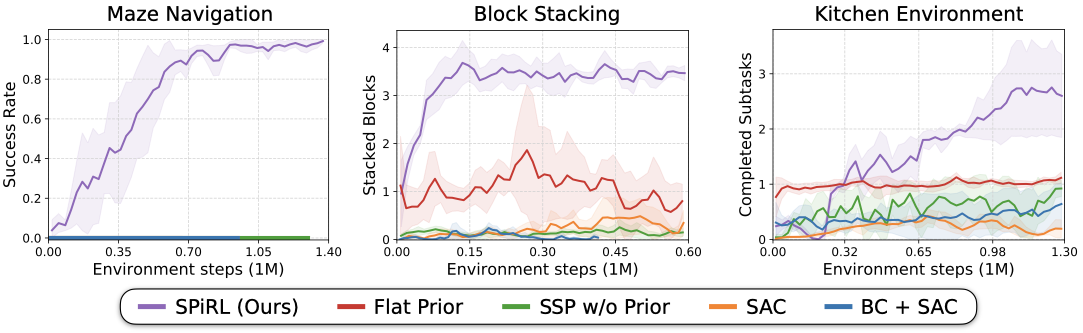 Maze Navigation
Success Rate
1.0
0.8
0.6
0.4
0.2
0.0
0.00 0.35 0.70 1.05 1.40
Environment steps (1M)
Block Stacking
Stacked Blocks
4
3
2
1
0
0.00 0.15 0.30 0.45 0.60
Environment steps (1M)
Kitchen Environment
Completed Subtasks
3
2
1
0
0.00 0.32 0.65 0.98 1.30
Environment steps (1M)
SPiRL (Ours) Flat Prior SSP w/o Prior SAC BC + SAC